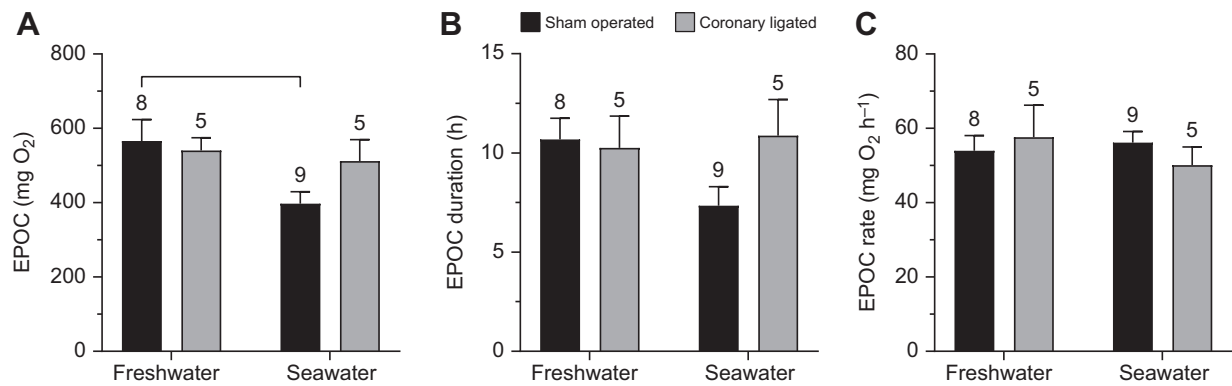 A
EPOC (mg O₂)
800
600
400
200
0
8
5
9
5
Freshwater
Seawater
B
Sham operated
Coronary ligated
EPOC duration (h)
15
10
5
0
8
5
9
5
Freshwater
Seawater
C
EPOC rate (mg O₂ h⁻¹)
80
60
40
20
0
8
5
9
5
Freshwater
Seawater